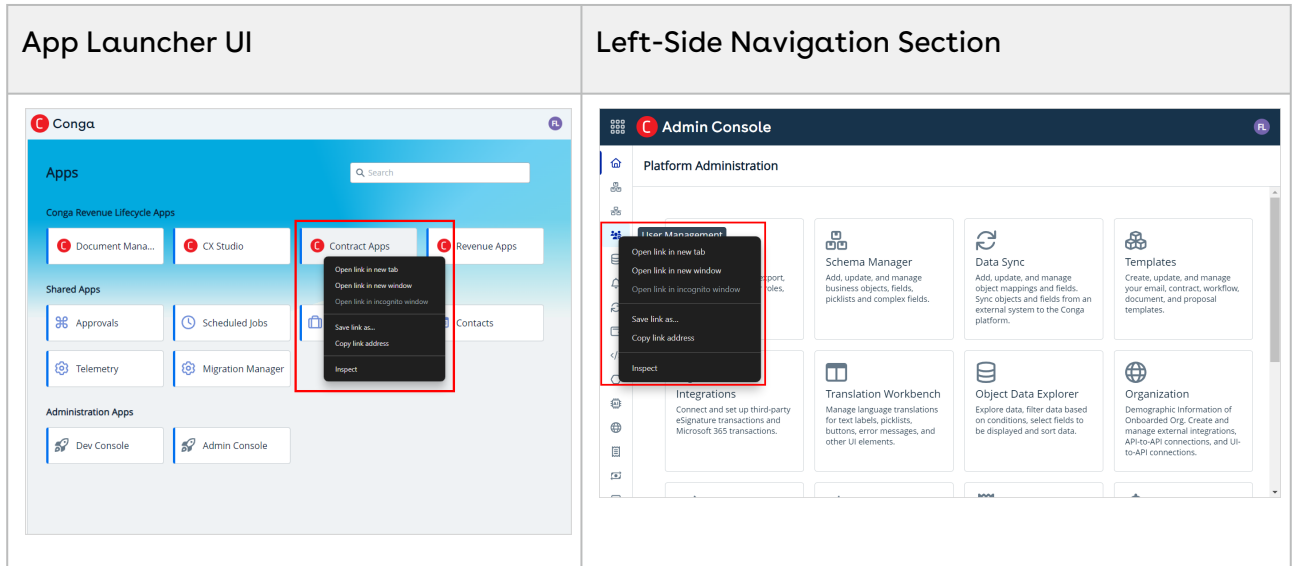 App Launcher UI
Left-Side Navigation Section
Conga
FL
Apps
Search
Conga Revenue Lifecycle Apps
Document Mana...
CX Studio
Contract Apps
Revenue Apps
Open link in new tab
Open link in new window
Open link in incognito window
Save link as...
Copy link address
Inspect
Shared Apps
Approvals
Scheduled Jobs
Contacts
Telemetry
Migration Manager
Administration Apps
Dev Console
Admin Console
Admin Console
FL
Platform Administration
User Management
Open link in new tab
Open link in new window
Open link in incognito window
Save link as...
Copy link address
Inspect
roles,
Schema Manager
Add, update, and manage
business objects, fields,
picklists and complex fields.
Data Sync
Add, update, and manage
object mappings and fields.
Sync objects and fields from an
external system to the Conga
platform.
Templates
Create, update, and manage
your email, contract, workflow,
document, and proposal
templates.
Integrations
Connect and set up third-party
eSignature transactions and
Microsoft 365 transactions.
Translation Workbench
Manage language translations
for text labels, picklists,
buttons, error messages, and
other UI elements.
Object Data Explorer
Explore data, filter data based
on conditions, select fields to
be displayed and sort data.
Organization
Demographic Information of
Onboarded Org. Create and
manage external integrations,
API-to-API connections, and UI-
to-API connections.